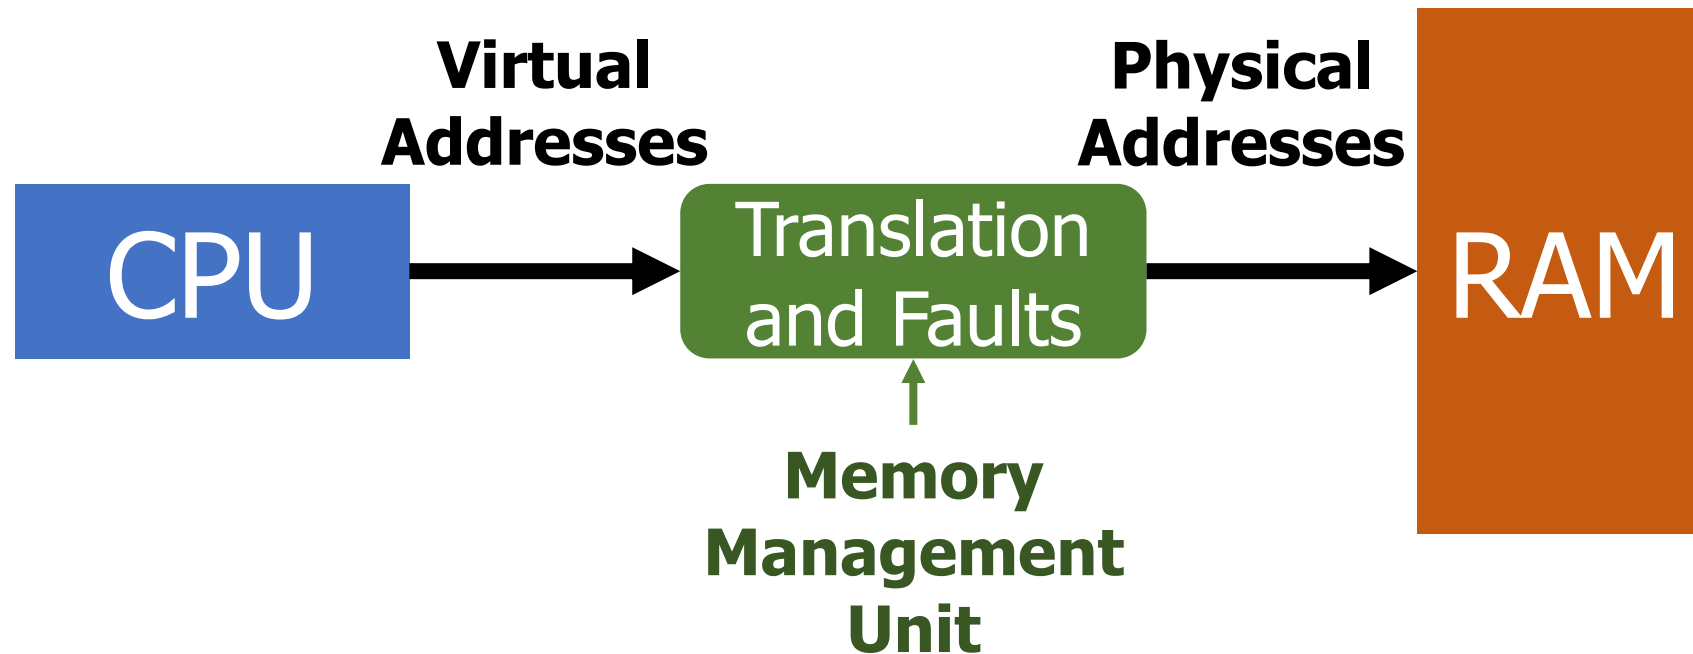 Virtual
Addresses
Physical
Addresses
CPU
Translation
and Faults
RAM
Memory
Management
Unit